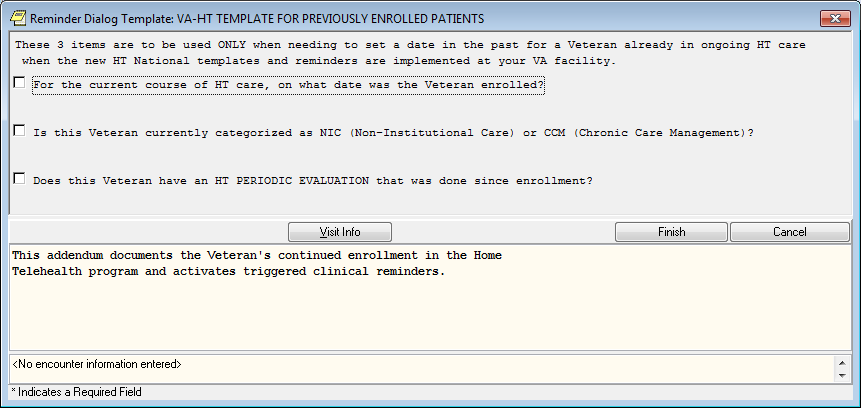 Reminder Dialog Template: VA-HT TEMPLATE FOR PREVIOUSLY ENROLLED PATIENTS
These 3 items are to be used ONLY when needing to set a date in the past for a Veteran already in ongoing HT care
when the new HT National templates and reminders are implemented at your VA facility.
For the current course of HT care, on what date was the Veteran enrolled?
Is this Veteran currently categorized as NIC (Non-Institutional Care) or CCM (Chronic Care Management)?
Does this Veteran have an HT PERIODIC EVALUATION that was done since enrollment?
Visit Info Finish Cancel
This addendum documents the Veteran's continued enrollment in the Home
Telehealth program and activates triggered clinical reminders.
<No encounter information entered>
* Indicates a Required Field